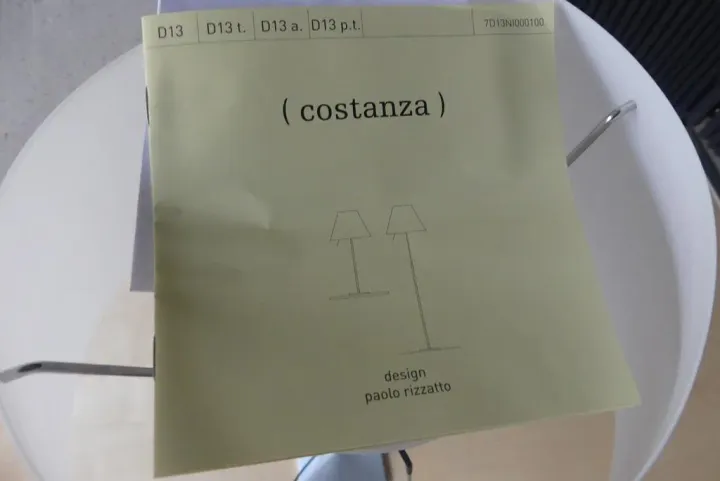 D13 D13 t. D13 a. D13 p.t. 7D13NI000100
( costanza )
design
paolo rizzatto